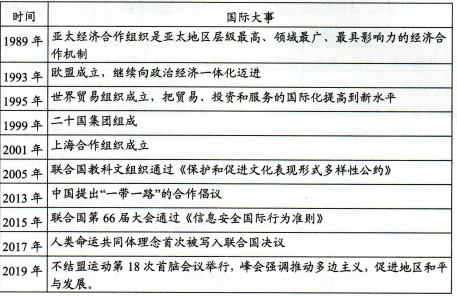 时间 国际大事
1989 年 亚太经济合作组织是亚太地区层级最高、领域最广、最具影响力的经济合
作机制
1993 年 欧盟成立，继续向政治经济一体化迈进
1995 年 世界贸易组织成立，把贸易、投资和服务的国际化提高到新水平
1999 年 二十国集团组成
2001 年 上海合作组织成立
2005 年 联合国教科文组织通过《保护和促进文化表现形式多样性公约》
2013 年 中国提出“一带一路”的合作倡议
2015 年 联合国第 66 届大会通过《信息安全国际行为准则》
2017 年 人类命运共同体理念首次被写入联合国决议
2019 年 不结盟运动第 18 次首脑会议举行，峰会强调推动多边主义，促进地区和平
与发展。